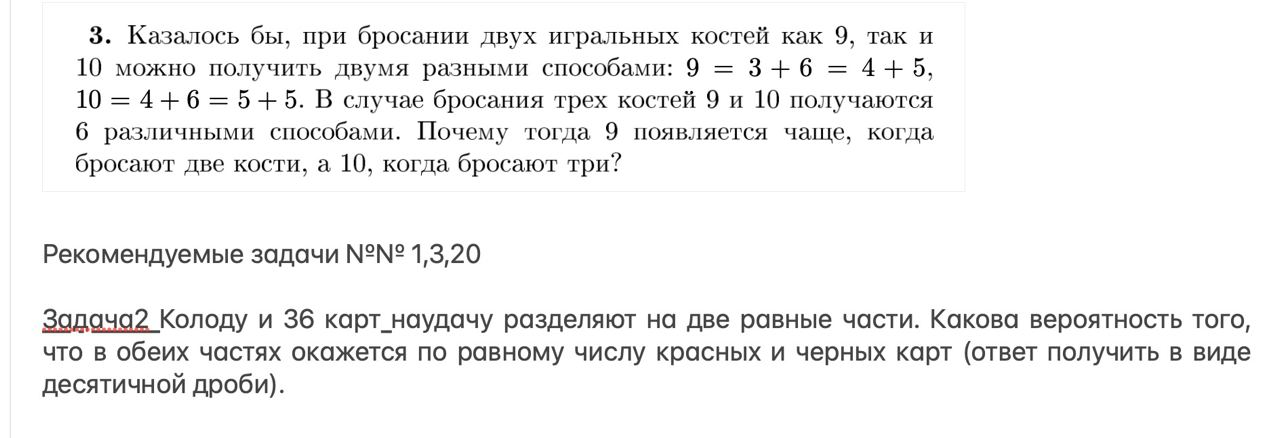 3. Казалось бы, при бросании двух игральных костей как 9, так и
10 можно получить двумя разными способами: 9 = 3 + 6 = 4 + 5,
10 = 4 + 6 = 5 + 5. В случае бросания трех костей 9 и 10 получаются
6 различными способами. Почему тогда 9 появляется чаще, когда
бросают две кости, а 10, когда бросают три?
Рекомендуемые задачи №№ 1,3,20
Задача2_Колоду и 36 карт_наудачу разделяют на две равные части. Какова вероятность того,
что в обеих частях окажется по равному числу красных и черных карт (ответ получить в виде
десятичной дроби).